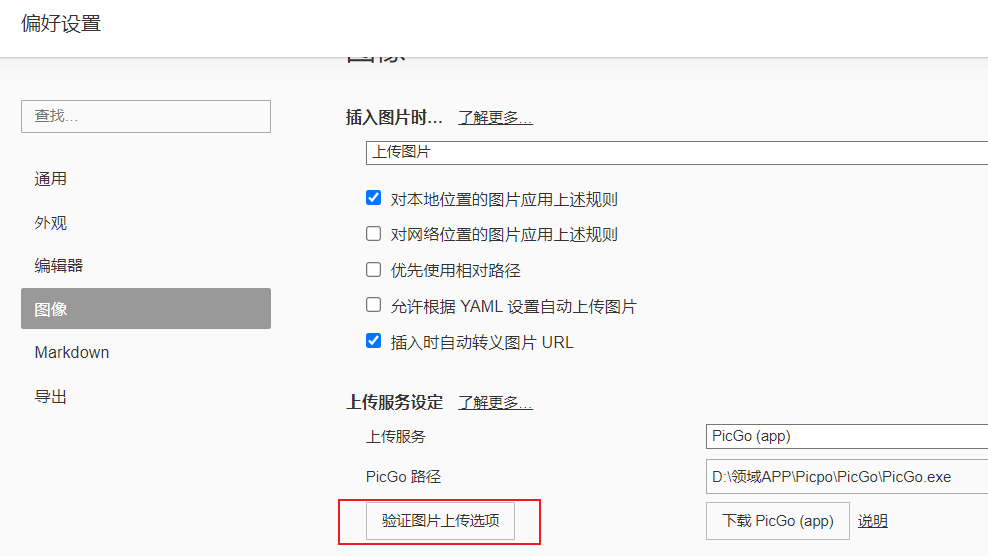 偏好设置
图像
查找...
插入图片时... 了解更多...
上传图片
通用
对本地位置的图片应用上述规则
外观
对网络位置的图片应用上述规则
编辑器
优先使用相对路径
图像
允许根据 YAML 设置自动上传图片
插入时自动转义图片 URL
Markdown
导出
上传服务设定 了解更多...
上传服务 PicGo (app)
PicGo 路径 D:\领域APP\Picpo\PicGo\PicGo.exe
验证图片上传选项 下载 PicGo (app) 说明